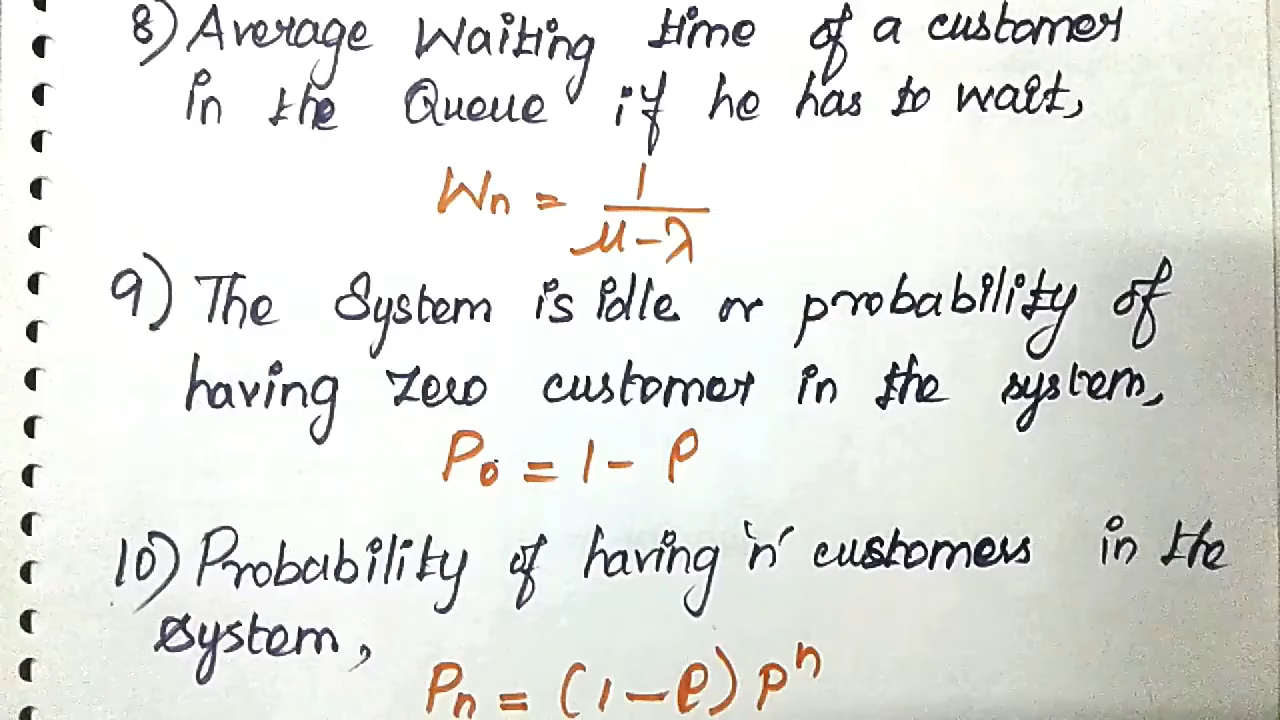 8) Average Waiting time of a customer
in the Queue if he has to wait,
Wn = 1 / (μ - λ)
9) The System is idle or probability of
having zero customer in the system,
P0 = 1 - ρ
10) Probability of having 'n' customers in the
system,
Pn = (1 - ρ) ρ^n